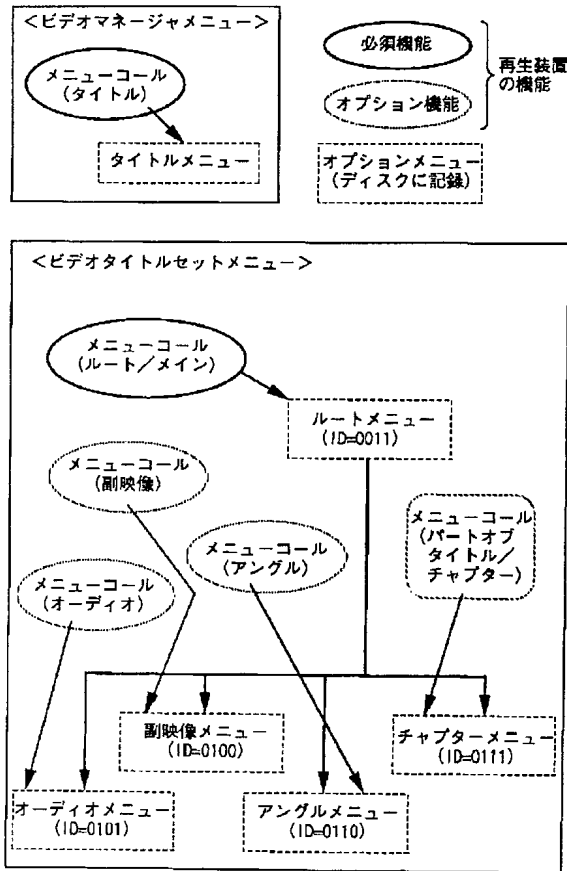 ＜ビデオマネージャメニュー＞
メニューコール
(タイトル)
タイトルメニュー
必須機能
オプション機能
再生装置
の機能
オプションメニュー
(ディスクに記録)
＜ビデオタイトルセットメニュー＞
メニューコール
(ルート／メイン)
ルートメニュー
(ID=0011)
メニューコール
(副映像)
メニューコール
(アングル)
メニューコール
(パートオブ
タイトル／
チャプター)
メニューコール
(オーディオ)
副映像メニュー
(ID=0100)
チャプターメニュー
(ID=0111)
オーディオメニュー
(ID=0101)
アングルメニュー
(ID=0110)